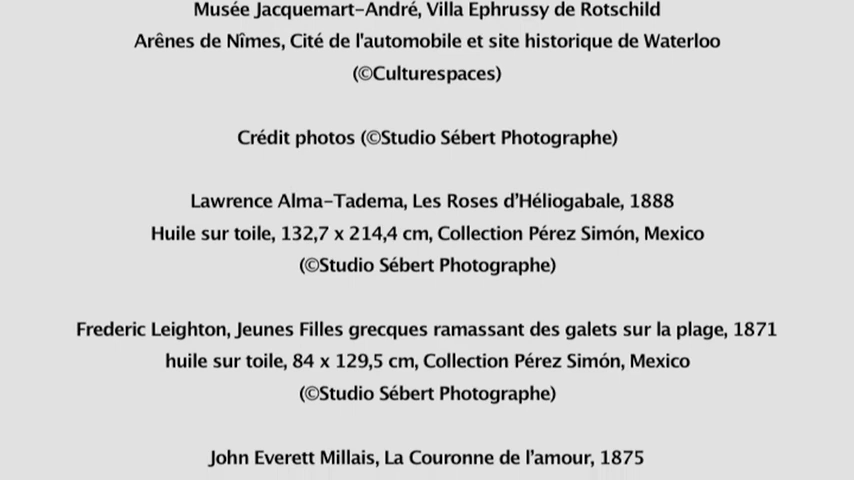 Musée Jacquemart-André, Villa Ephrussy de Rotschild
Arênes de Nîmes, Cité de l'automobile et site historique de Waterloo
(©Culturespaces)
Crédit photos (©Studio Sébert Photographe)
Lawrence Alma-Tadema, Les Roses d’Héliogabale, 1888
Huile sur toile, 132,7 x 214,4 cm, Collection Pérez Simón, Mexico
(©Studio Sébert Photographe)
Frederic Leighton, Jeunes Filles grecques ramassant des galets sur la plage, 1871
huile sur toile, 84 x 129,5 cm, Collection Pérez Simón, Mexico
(©Studio Sébert Photographe)
John Everett Millais, La Couronne de l’amour, 1875